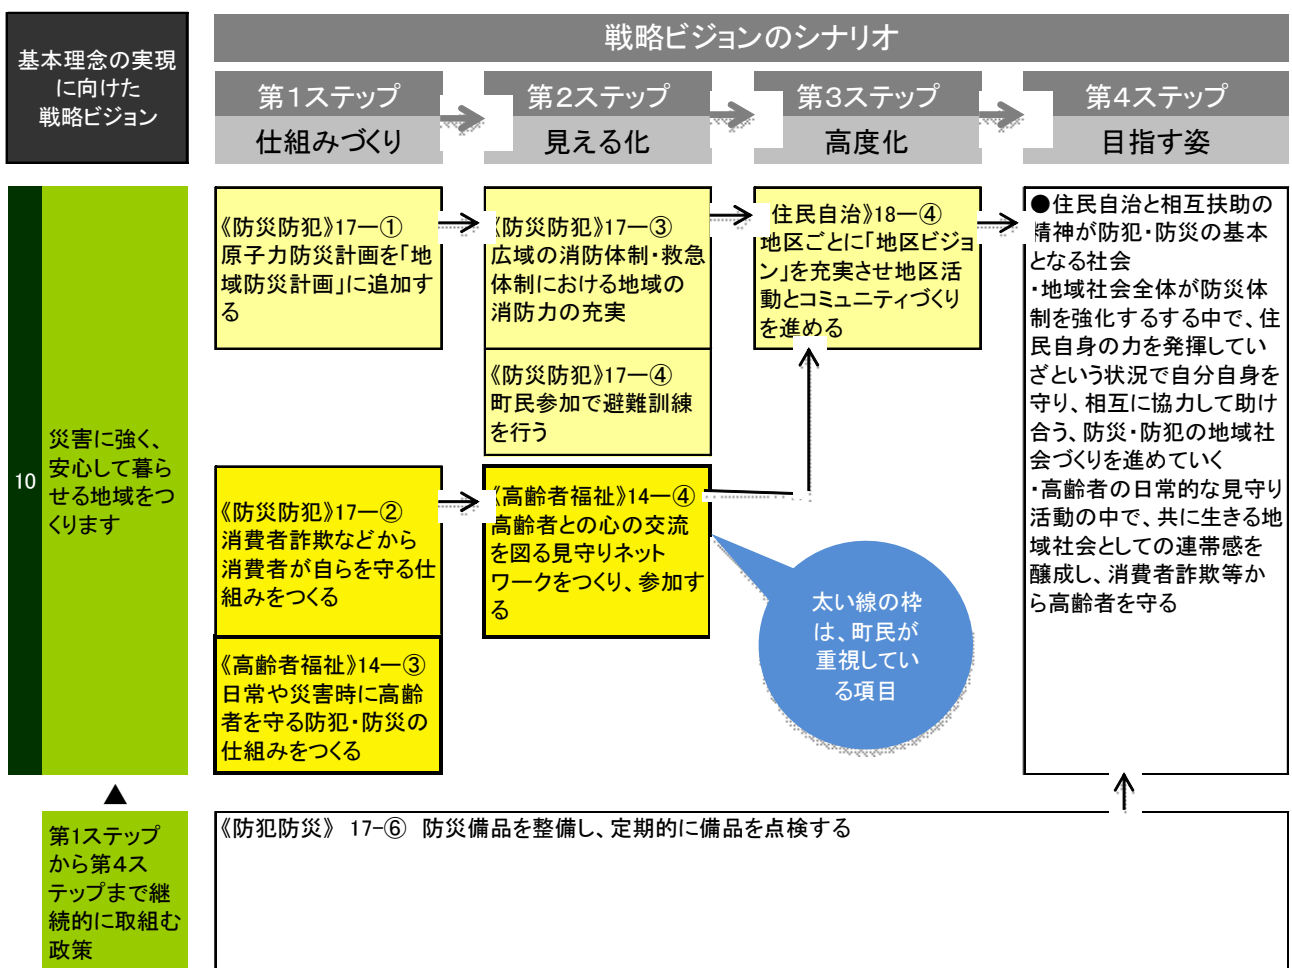 基本理念の実現
に向けた
戦略ビジョン
戦略ビジョンのシナリオ
第1ステップ
仕組みづくり
第2ステップ
見える化
第3ステップ
高度化
第4ステップ
目指す姿
10
災害に強く、
安心して暮ら
せる地域をつ
くります
《防災防犯》17―①
原子力防災計画を「地
域防災計画」に追加す
る
《防災防犯》17―③
広域の消防体制・救急
体制における地域の
消防力の充実
《防災防犯》17―④
町民参加で避難訓練
を行う
住民自治》18―④
地区ごとに「地区ビジョ
ン」を充実させ地区活
動とコミュニティづくり
を進める
●住民自治と相互扶助の
精神が防犯・防災の基本
となる社会
・地域社会全体が防災体
制を強化するする中で、住
民自身の力を発揮してい
ざという状況で自分自身を
守り、相互に協力して助け
合う、防災・防犯の地域社
会づくりを進めていく
・高齢者の日常的な見守り
活動の中で、共に生きる地
域社会としての連帯感を
醸成し、消費者詐欺等か
ら高齢者を守る
《防災防犯》17―②
消費者詐欺などから
消費者が自らを守る仕
組みをつくる
《高齢者福祉》14―③
日常や災害時に高齢
者を守る防犯・防災の
仕組みをつくる
《高齢者福祉》14―④
高齢者との心の交流
を図る見守りネット
ワークをつくり、参加す
る
太い線の枠
は、町民が
重視してい
る項目
▲
第1ステップ
から第4ス
テップまで継
続的に取組む
政策
《防犯防災》 17-⑥ 防災備品を整備し、定期的に備品を点検する